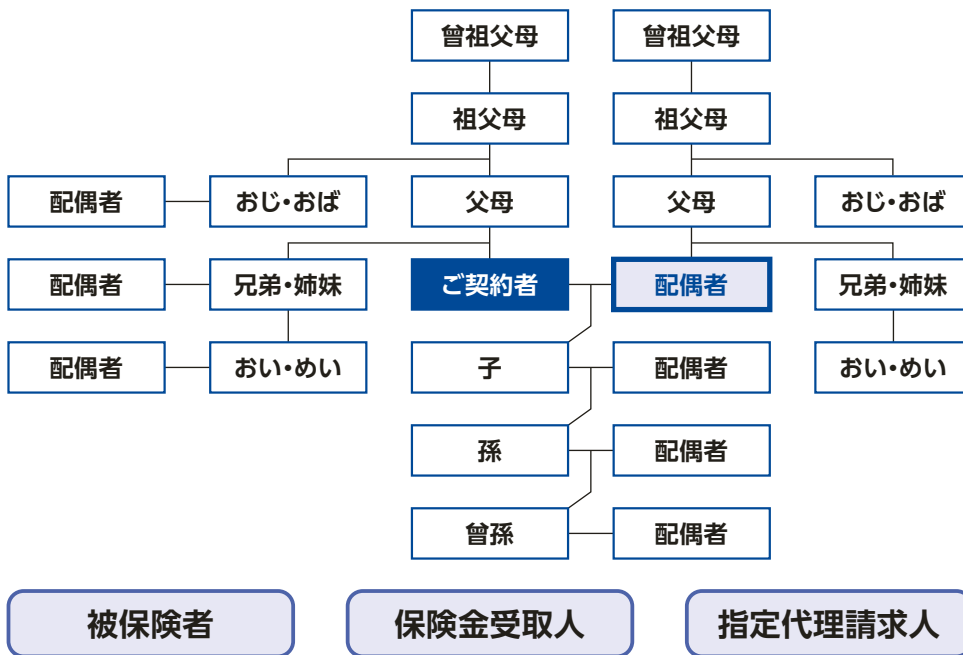 曾祖父母
曾祖父母
祖父母
祖父母
配偶者
おじ・おば
父母
父母
おじ・おば
配偶者
兄弟・姉妹
ご契約者
配偶者
兄弟・姉妹
配偶者
おい・めい
子
配偶者
おい・めい
孫
配偶者
曾孫
配偶者
被保険者
保険金受取人
指定代理請求人